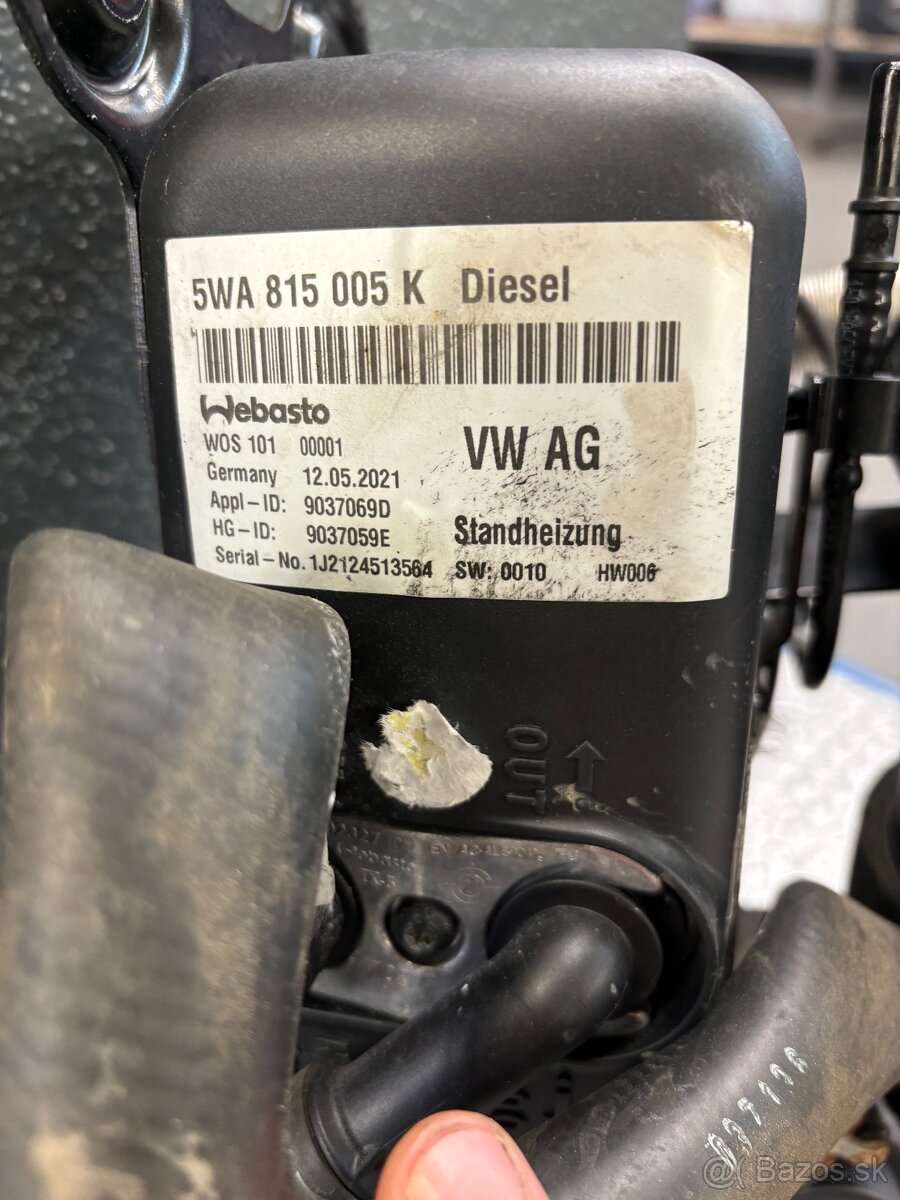 5WA 815 005 K Diesel
Webasto
WOS 101 00001
VW AG
Germany 12.05.2021
Appl-ID: 9037069D
HG-ID: 9037059E
Standheizung
Serial-No. 1J2124513564 SW: 0010 HW006
OUT
Webasto
@ Bazos.sk